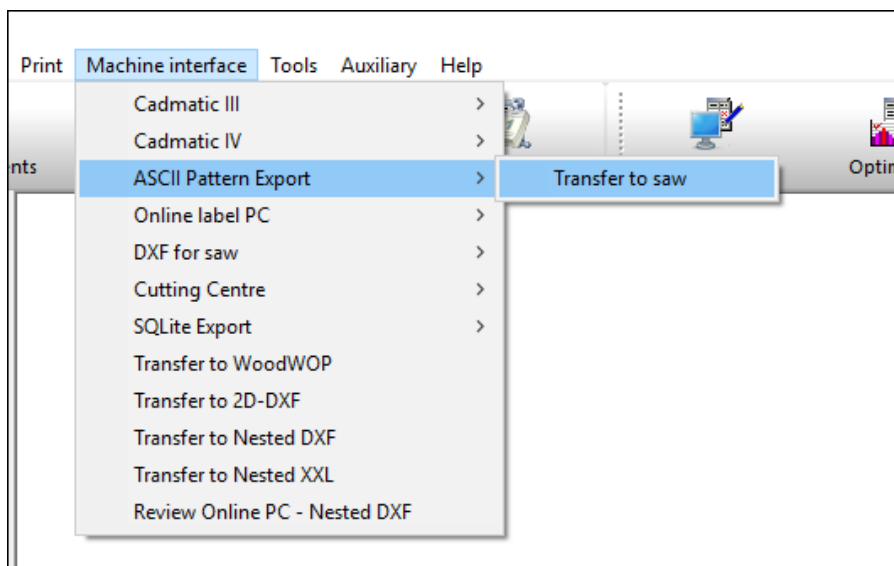 Print Machine interface Tools Auxiliary Help
Cadmatic III
Cadmatic IV
ASCII Pattern Export
Transfer to saw
Online label PC
DXF for saw
Cutting Centre
SQLite Export
Transfer to WoodWOP
Transfer to 2D-DXF
Transfer to Nested DXF
Transfer to Nested XXL
Review Online PC - Nested DXF